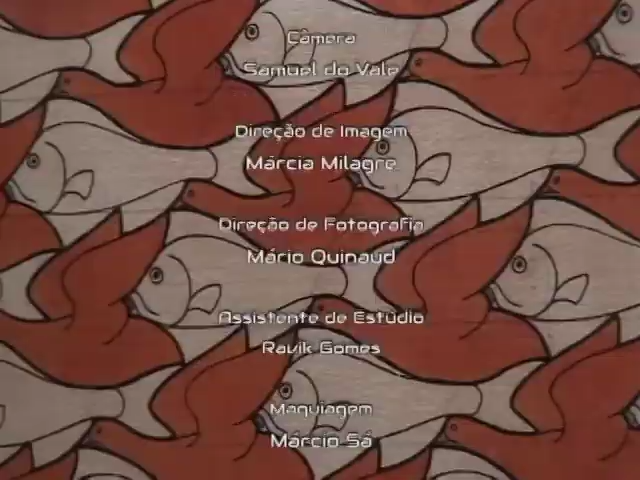 Câmera
Samuel do Vale
Direção de Imagem
Márcia Milagre
Direção de Fotografia
Mário Quinaud
Assistente de Estúdio
Ravik Gomes
Maquiagem
Márcio Sá